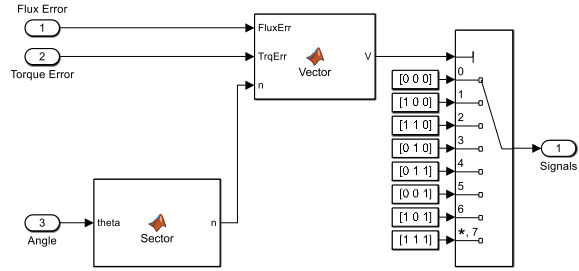 Flux Error
1
2
Torque Error
FluxErr
TrqErr
n
V
Vector
3
Angle
theta
n
Sector
[0 0 0]
[1 0 0]
[1 1 0]
[0 1 0]
[0 1 1]
[0 0 1]
[1 0 1]
[1 1 1]
0
1
2
3
4
5
6
*, 7
1
Signals